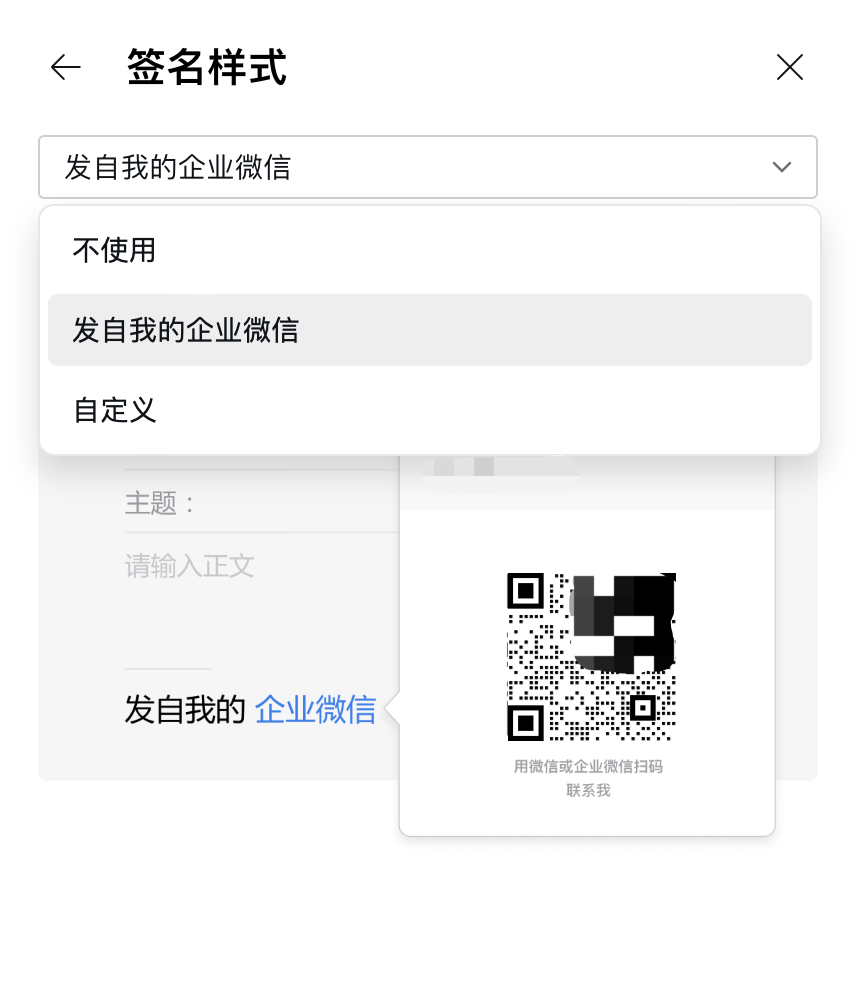 签名样式
发自我的企业微信
不使用
发自我的企业微信
自定义
主题：
请输入正文
发自我的 企业微信
用微信或企业微信扫码
联系我